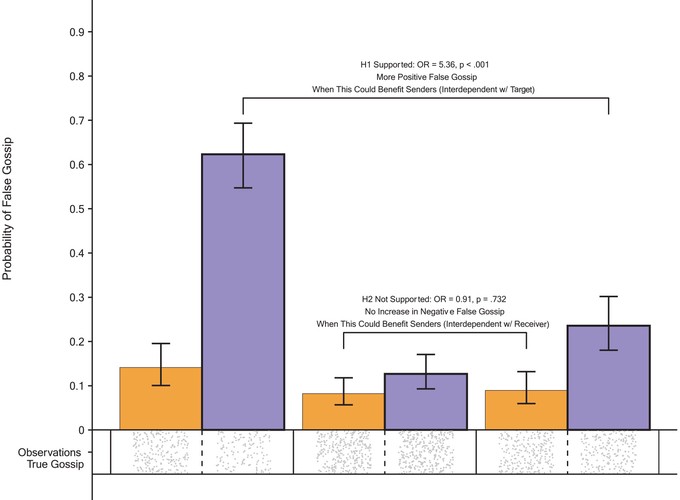 0.9
H1 Supported: OR = 5.36, p < .001
0.8
More Positive False Gossip
When This Could Benefit Senders (Interdependent w/ Target)
0.7
0.6
Probability of False Gossip
0.5
0.4
0.3
H2 Not Supported: OR = 0.91, p = .732
No Increase in Negative False Gossip
When This Could Benefit Senders (Interdependent w/ Receiver)
0.2
0.1
0
Observations
True Gossip